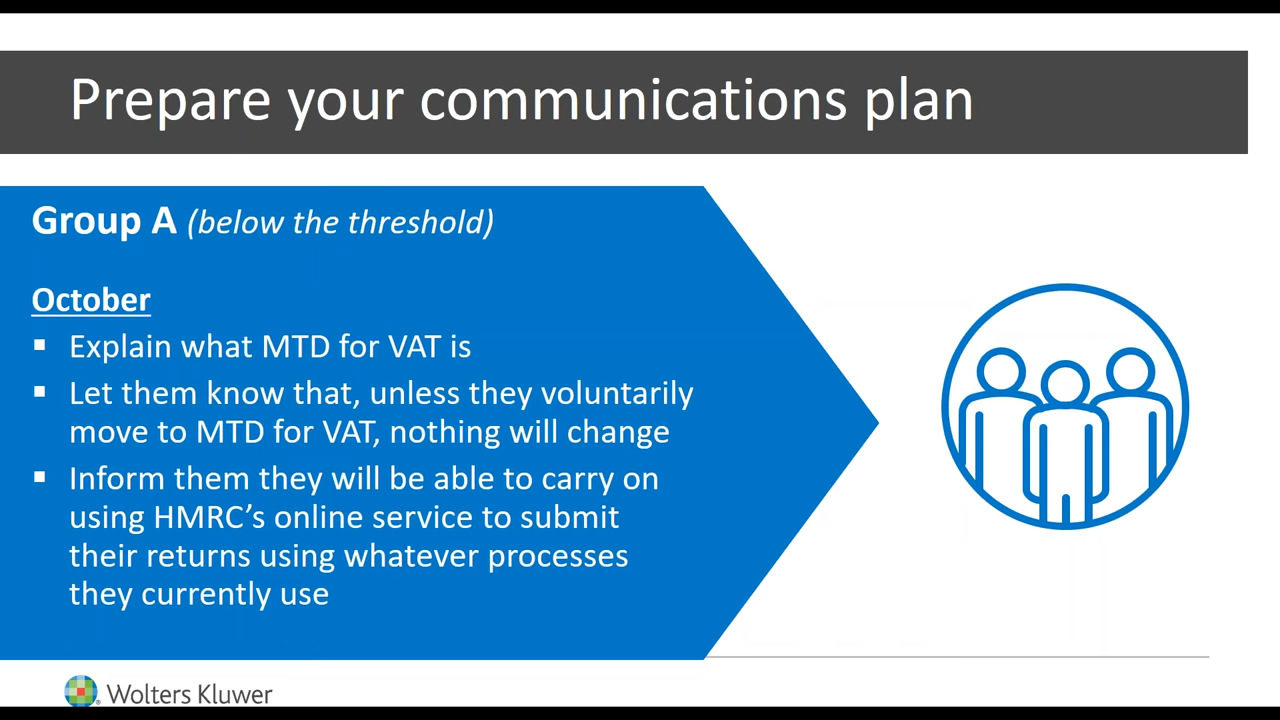 Prepare your communications plan
Group A (below the threshold)
October
▪ Explain what MTD for VAT is
▪ Let them know that, unless they voluntarily
move to MTD for VAT, nothing will change
▪ Inform them they will be able to carry on
using HMRC’s online service to submit
their returns using whatever processes
they currently use
Wolters Kluwer